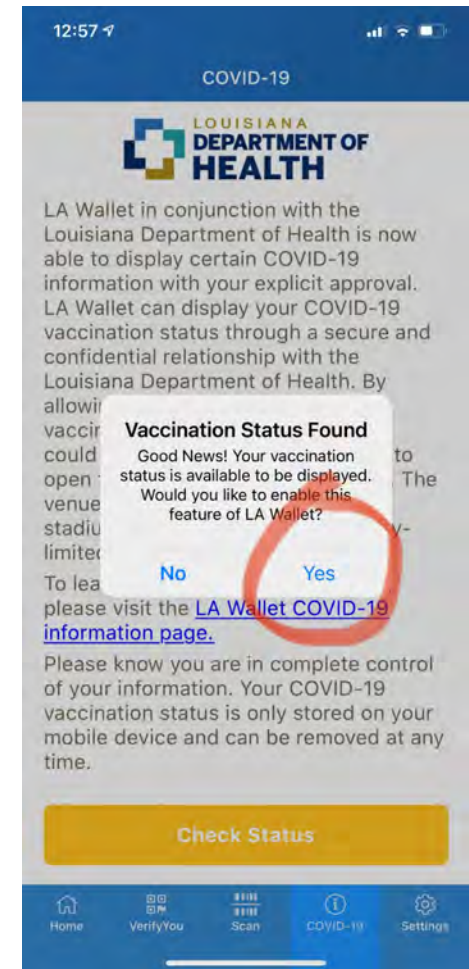 12:57
COVID-19
LOUISIANA
DEPARTMENT OF
HEALTH
LA Wallet in conjunction with the
Louisiana Department of Health is now
able to display certain COVID-19
information with your explicit approval.
LA Wallet can display your COVID-19
vaccination status through a secure and
confidential relationship with the
Louisiana Department of Health. By
Vaccination Status Found
Good News! Your vaccination
status is available to be displayed.
Would you like to enable this
feature of LA Wallet?
No Yes
could to
open The
venue
To lea
please visit the LA Wallet COVID-19
information page.
Please know you are in complete control
of your information. Your COVID-19
vaccination status is only stored on your
mobile device and can be removed at any
time.
Check Status
Home VerifyYou Scan COVID-19 Settings